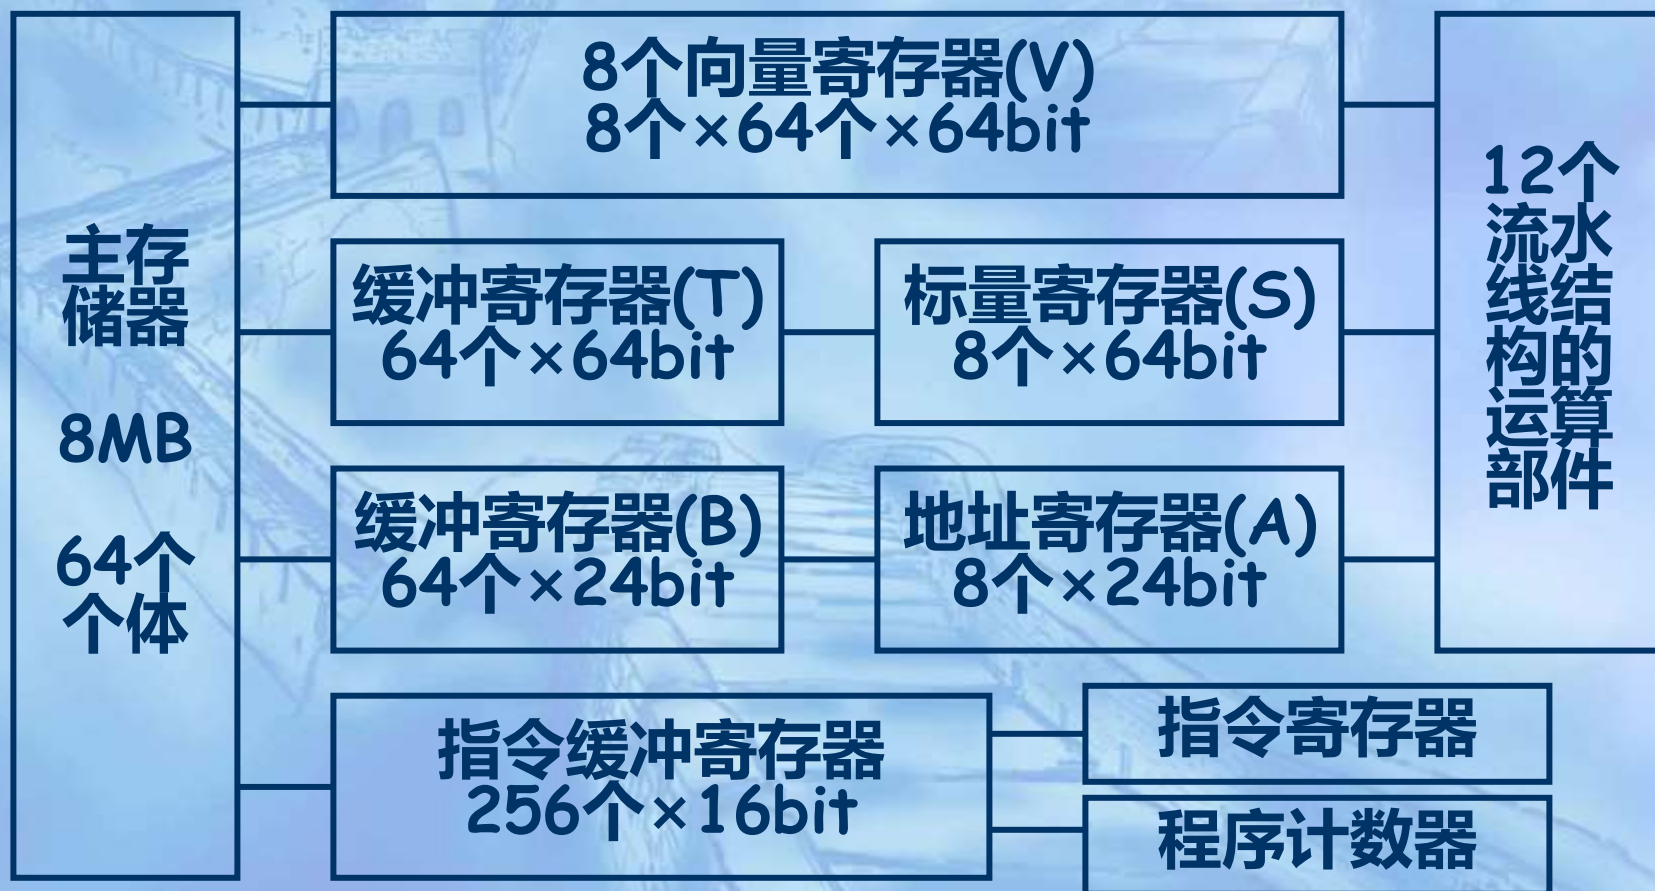 主存
储器
8MB
64个
个体
8个向量寄存器(V)
8个×64个×64bit
缓冲寄存器(T)
64个×64bit
标量寄存器(S)
8个×64bit
缓冲寄存器(B)
64个×24bit
地址寄存器(A)
8个×24bit
指令缓冲寄存器
256个×16bit
指令寄存器
程序计数器
12个
流水
线结
构的
运算
部件